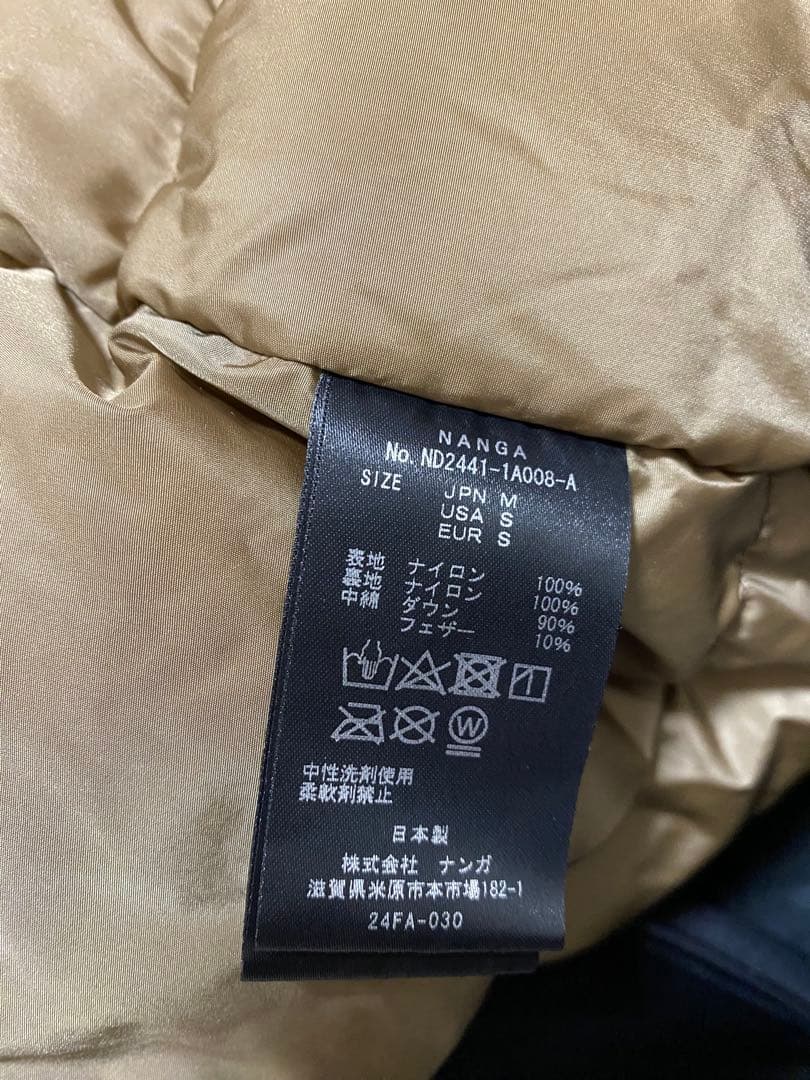 NANGA
No. ND2441-1A008-A
SIZE JPN M
USA S
EUR S
表地 ナイロン 100%
裏地 ナイロン 100%
中綿 ダウン 90%
フェザー 10%
W
中性洗剤使用
柔軟剤禁止
日本製
株式会社 ナンガ
滋賀県米原市本市場182-1
24FA-030